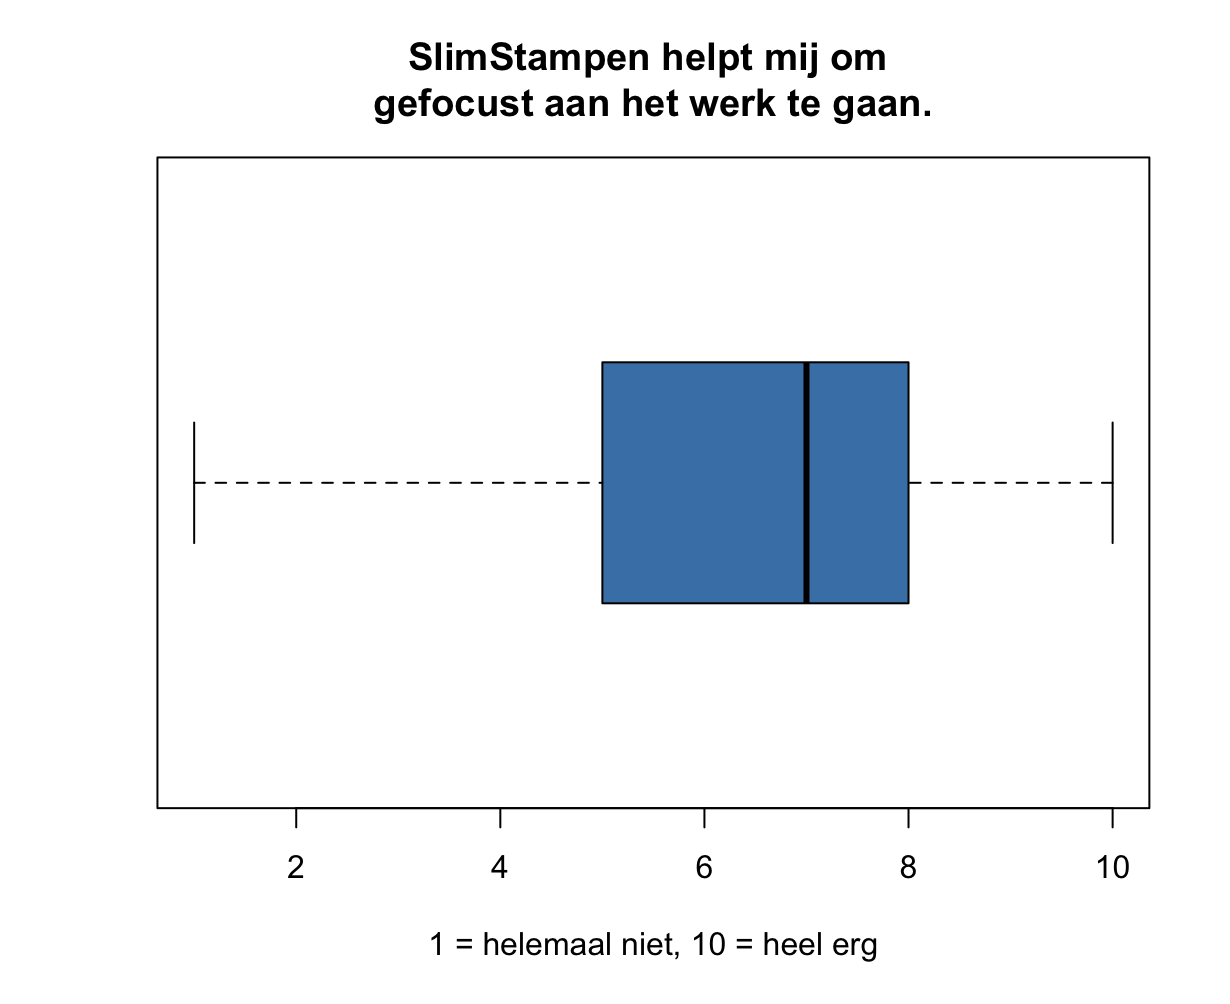 SlimStampen helpt mij om
gefocust aan het werk te gaan.
2 4 6 8 10
1 = helemaal niet, 10 = heel erg